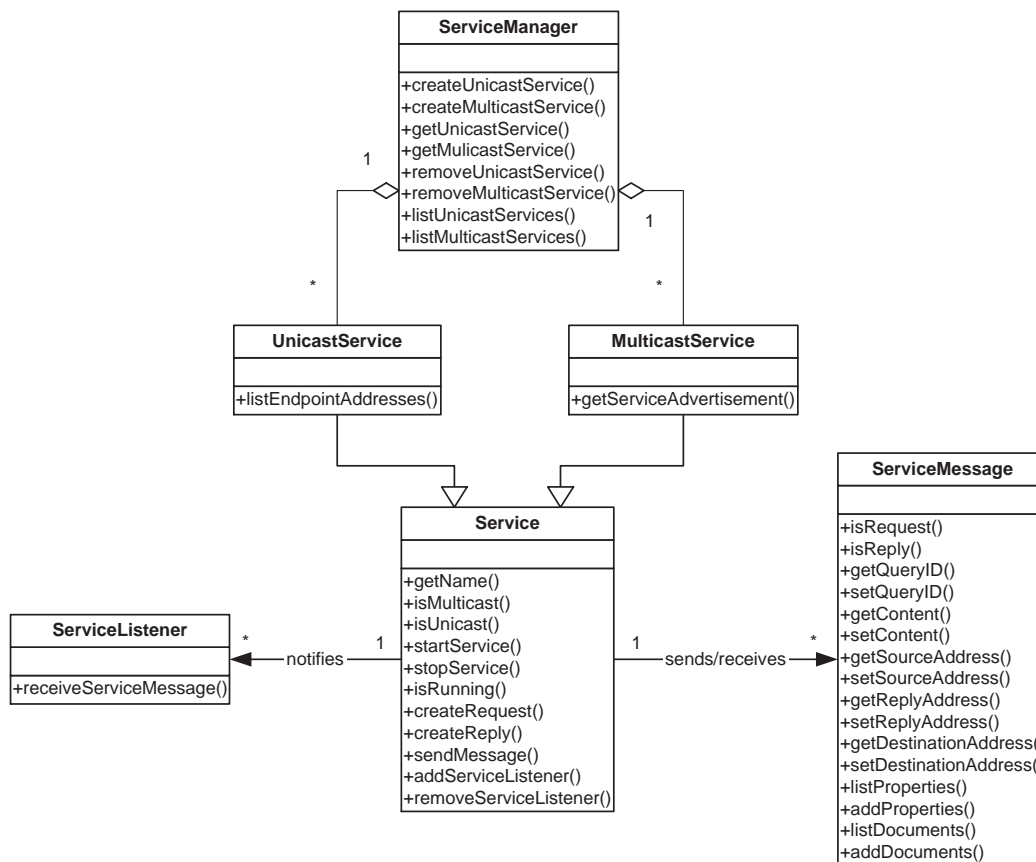 ServiceManager
+createUnicastService()
+createMulticastService()
+getUnicastService()
+getMulicastService()
+removeUnicastService()
+removeMulticastService()
+listUnicastServices()
+listMulticastServices()
1
1
*
*
UnicastService
+listEndpointAddresses()
MulticastService
+getServiceAdvertisement()
Service
+getName()
+isMulticast()
+isUnicast()
+startService()
+stopService()
+isRunning()
+createRequest()
+createReply()
+sendMessage()
+addServiceListener()
+removeServiceListener()
ServiceListener
+receiveServiceMessage()
*
notifies
1
1
sends/receives
*
ServiceMessage
+isRequest()
+isReply()
+getQueryID()
+setQueryID()
+getContent()
+setContent()
+getSourceAddress()
+setSourceAddress()
+getReplyAddress()
+setReplyAddress()
+getDestinationAddress(
+setDestinationAddress(
+listProperties()
+addProperties()
+listDocuments()
+addDocuments()